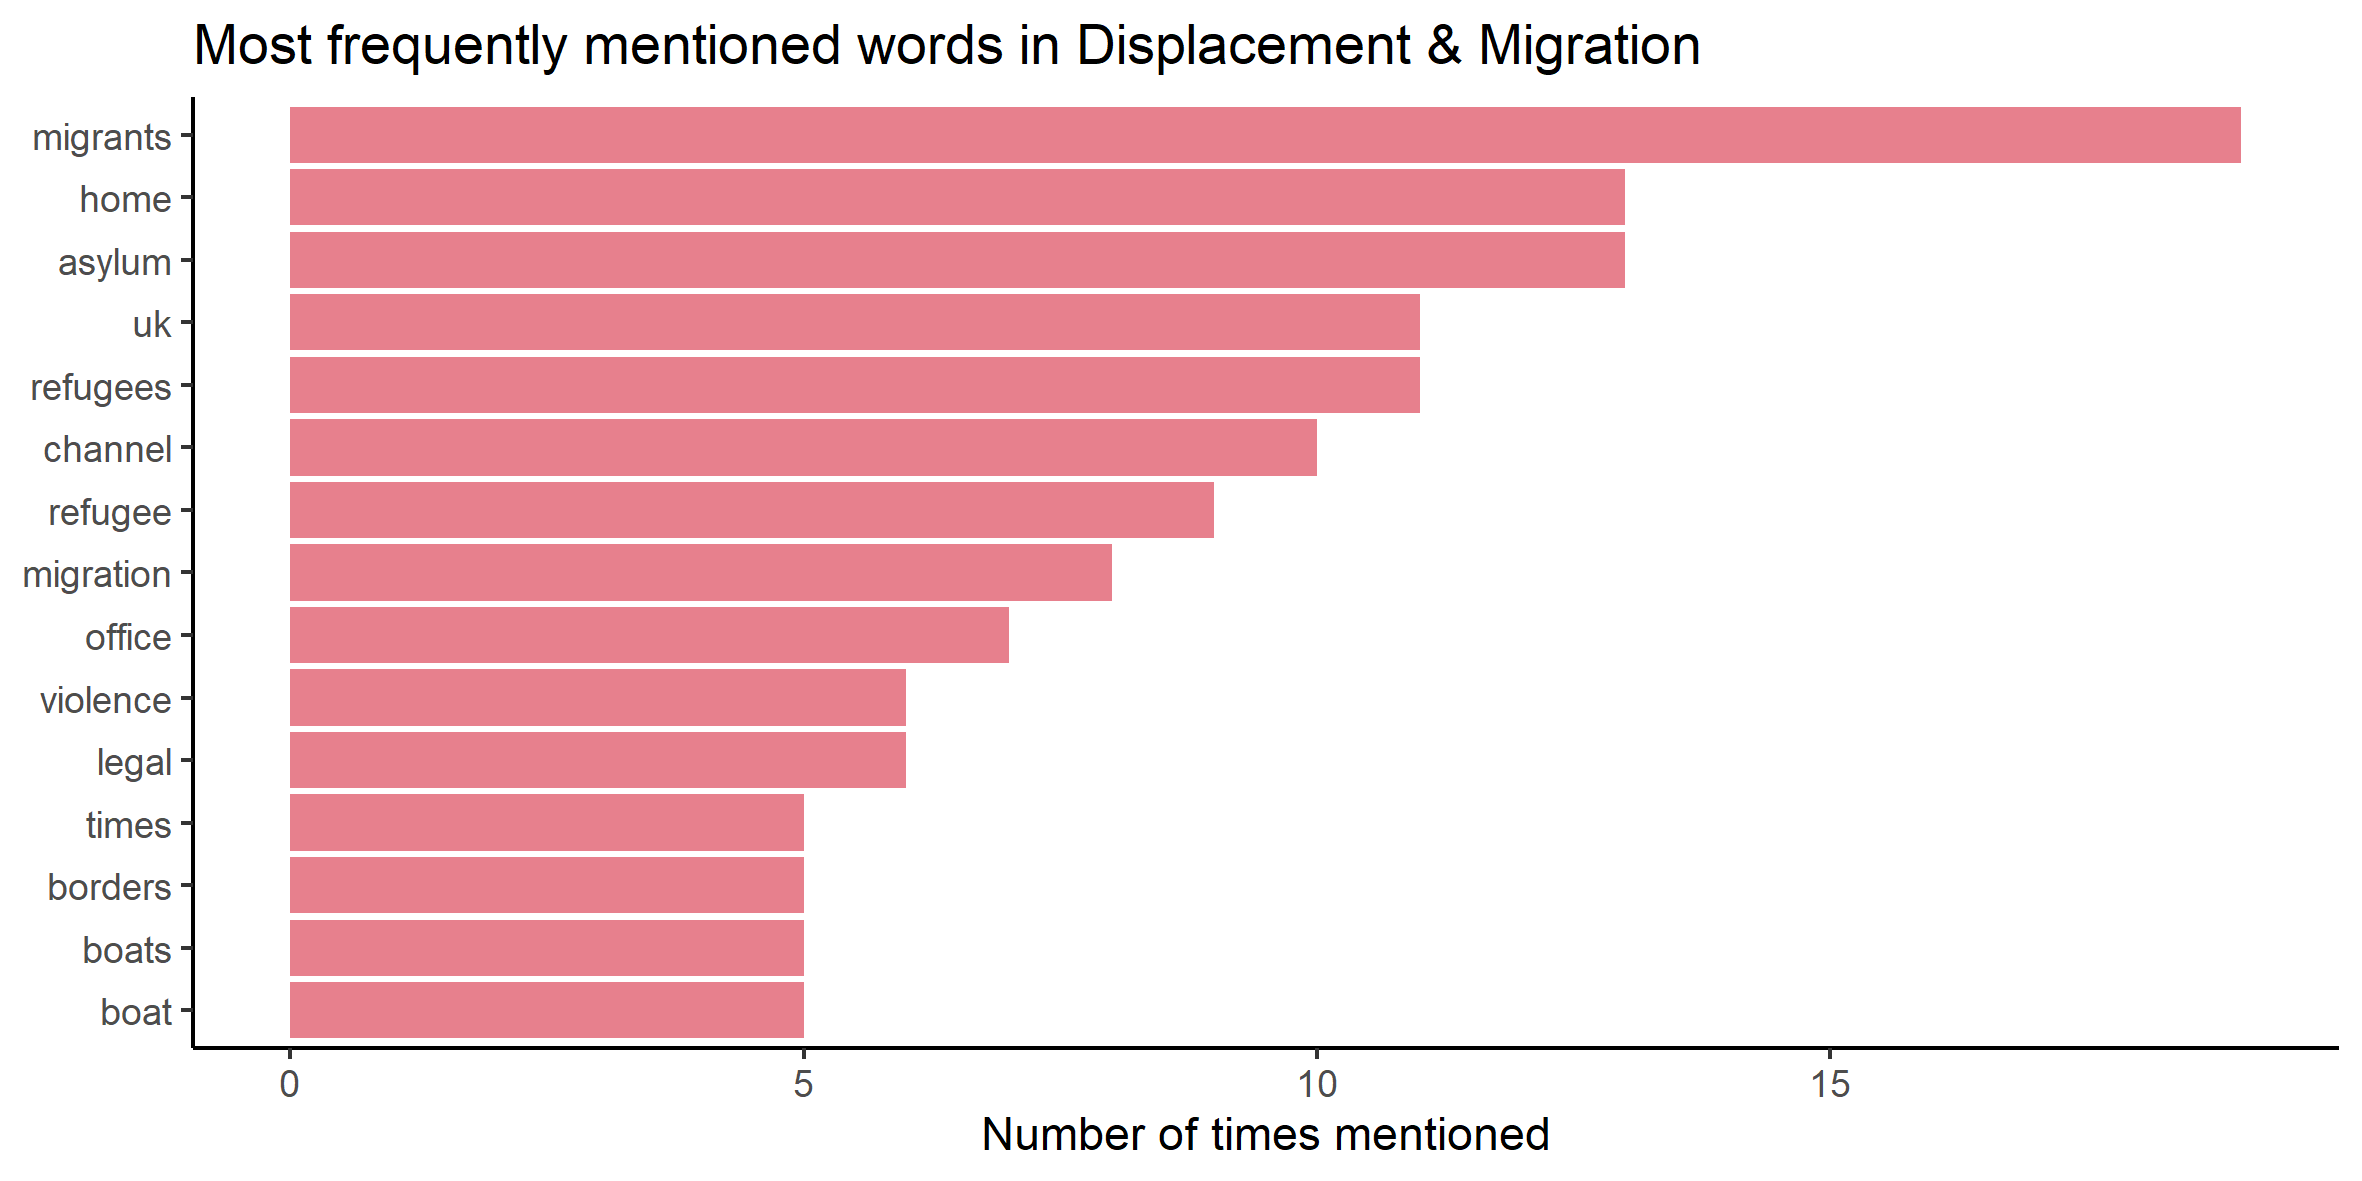 Most frequently mentioned words in Displacement & Migration
migrants
home
asylum
uk
refugees
channel
refugee
migration
office
violence
legal
times
borders
boats
boat
0 5 10 15
Number of times mentioned